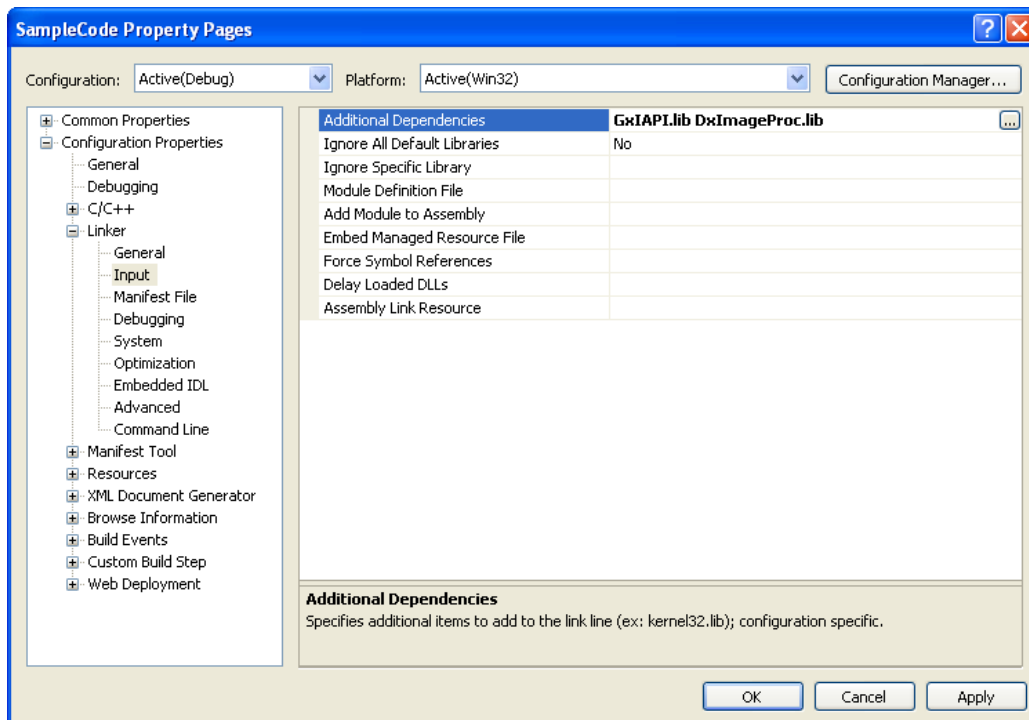 SampleCode Property Pages
Configuration: Active(Debug) Platform: Active(Win32) Configuration Manager...
Common Properties
Configuration Properties
General
Debugging
C/C++
Linker
General
Input
Manifest File
Debugging
System
Optimization
Embedded IDL
Advanced
Command Line
Manifest Tool
Resources
XML Document Generator
Browse Information
Build Events
Custom Build Step
Web Deployment
Additional Dependencies GxIAPI.lib DxImageProc.lib ...
Ignore All Default Libraries No
Ignore Specific Library
Module Definition File
Add Module to Assembly
Embed Managed Resource File
Force Symbol References
Delay Loaded DLLs
Assembly Link Resource
Additional Dependencies
Specifies additional items to add to the link line (ex: kernel32.lib); configuration specific.
OK Cancel Apply